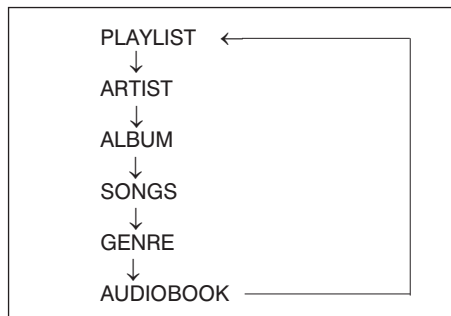 PLAYLIST
ARTIST
ALBUM
SONGS
GENRE
AUDIOBOOK